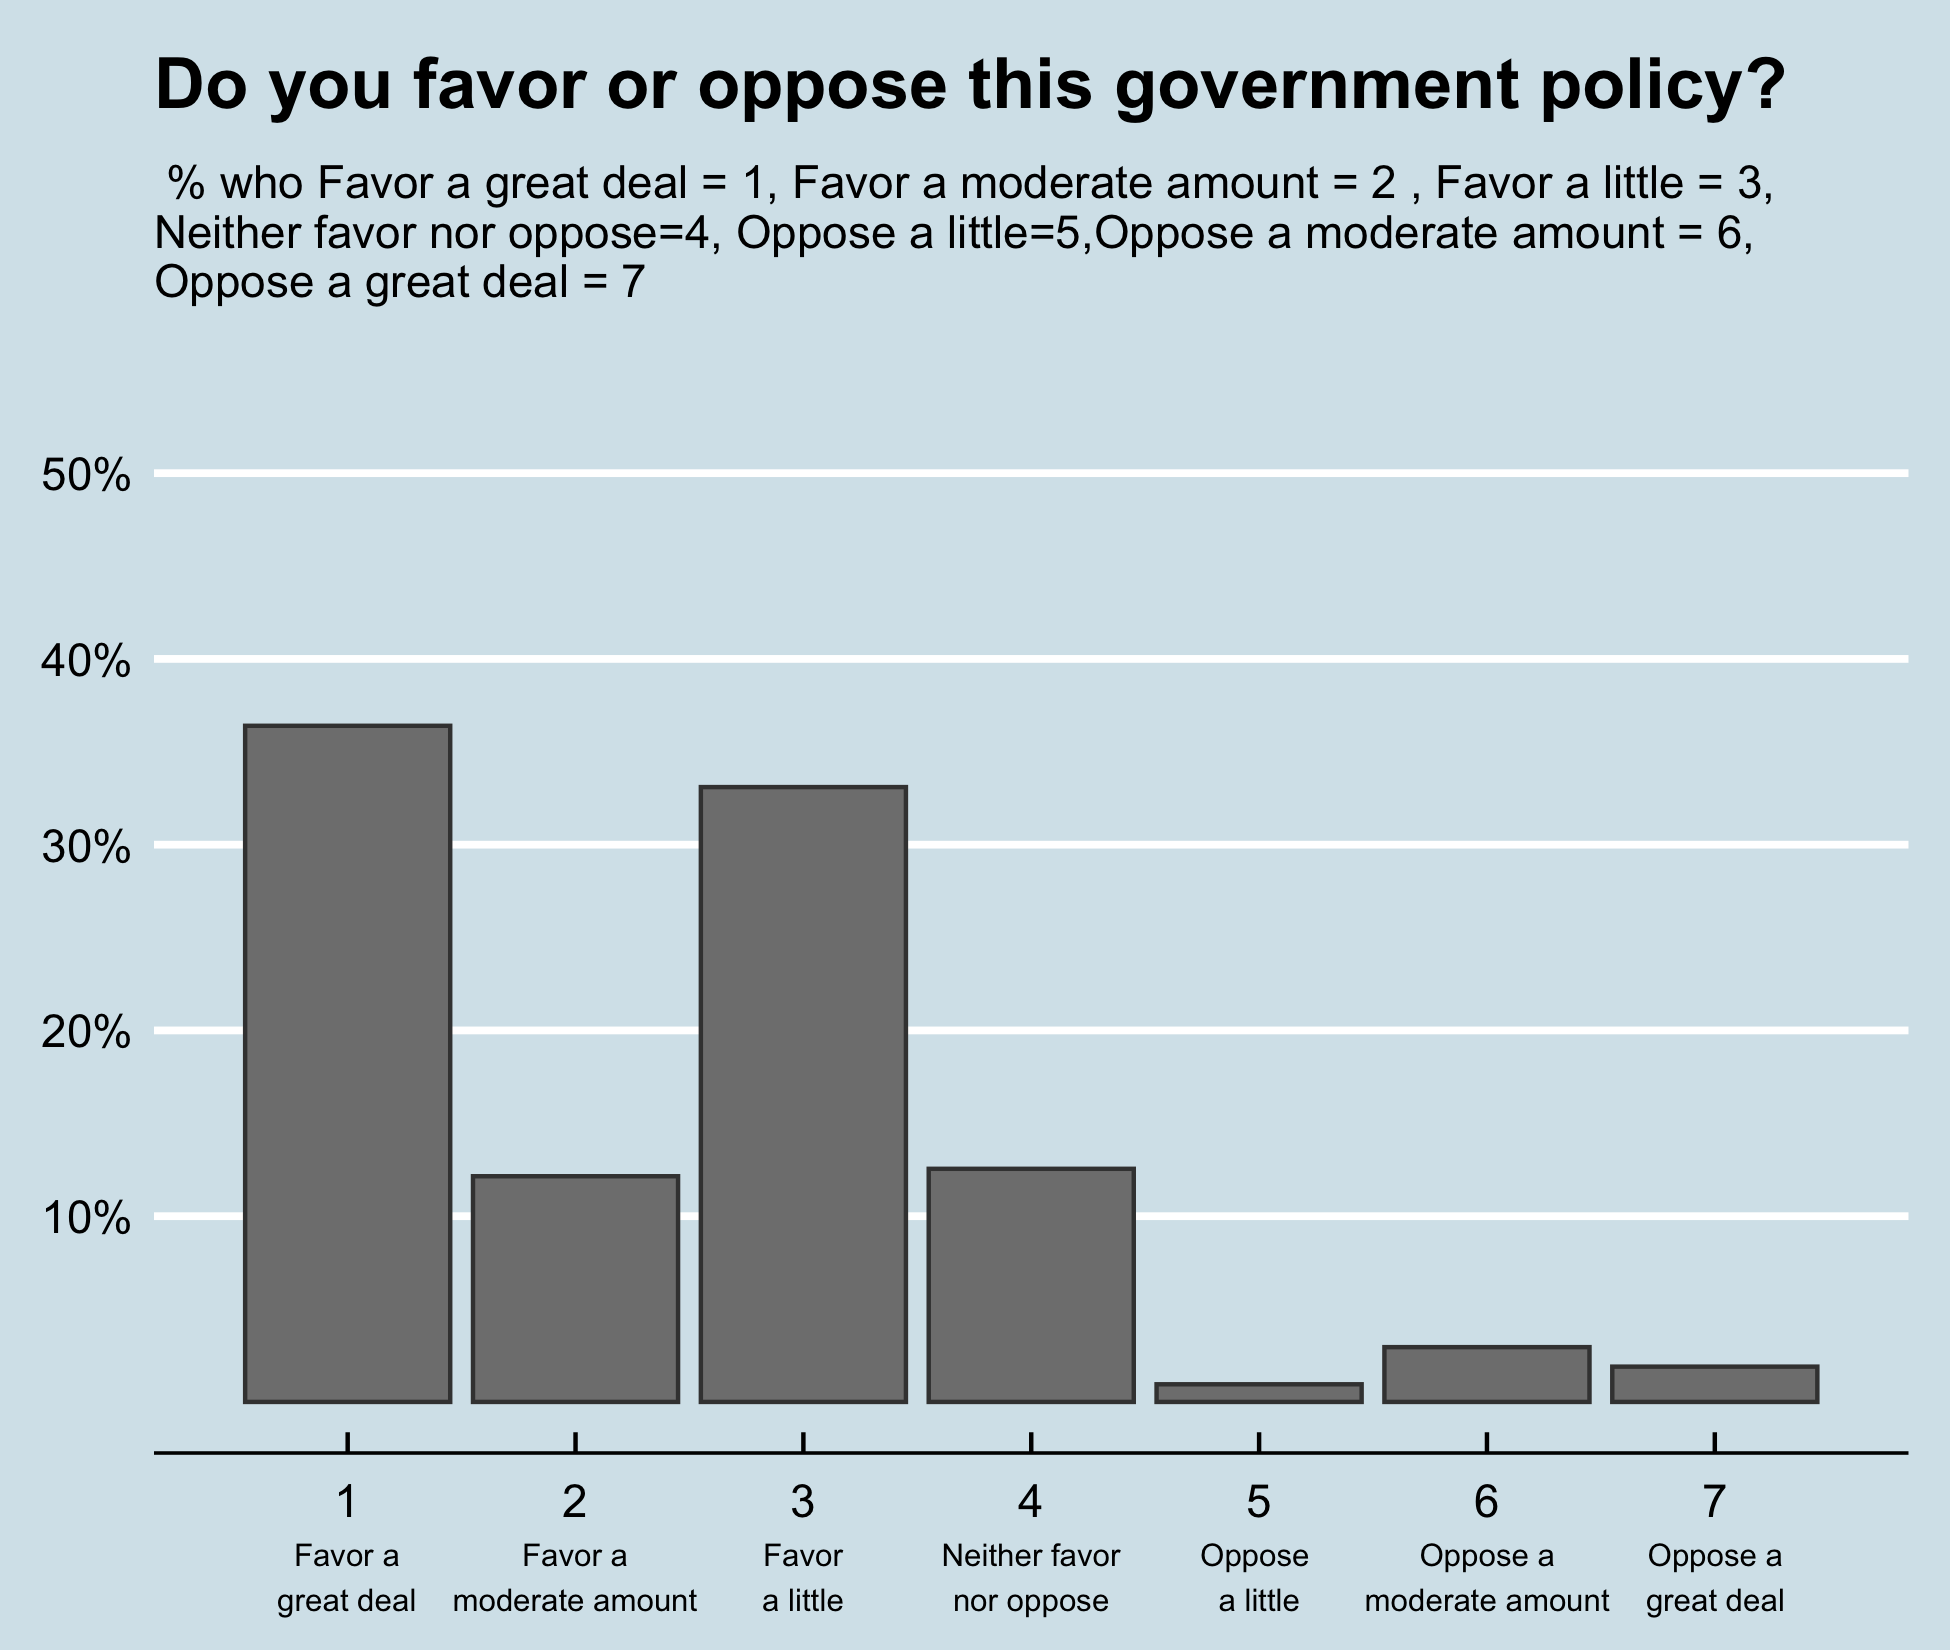 Do you favor or oppose this government policy?
% who Favor a great deal = 1, Favor a moderate amount = 2 , Favor a little = 3,
Neither favor nor oppose=4, Oppose a little=5,Oppose a moderate amount = 6,
Oppose a great deal = 7
50%
40%
30%
20%
10%
1 2 3 4 5 6 7
Favor a Favor a Favor Neither favor Oppose Oppose a Oppose a
great deal moderate amount a little nor oppose a little moderate amount great deal